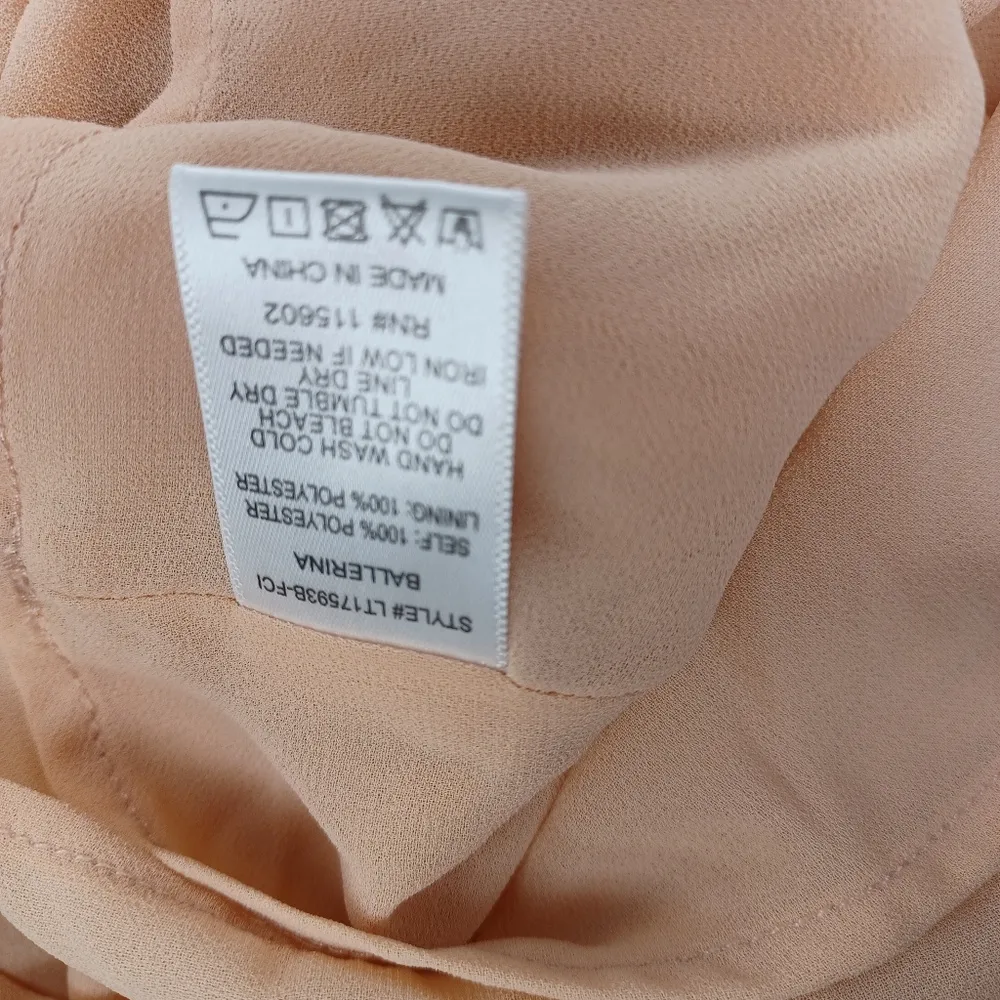 STYLE# LT17593B-FCI
BALLERINA
SELF: 100% POLYESTER
LINING: 100% POLYESTER
HAND WASH COLD
DO NOT BLEACH
DO NOT TUMBLE DRY
LINE DRY
IRON LOW IF NEEDED
RN# 115602
MADE IN CHINA